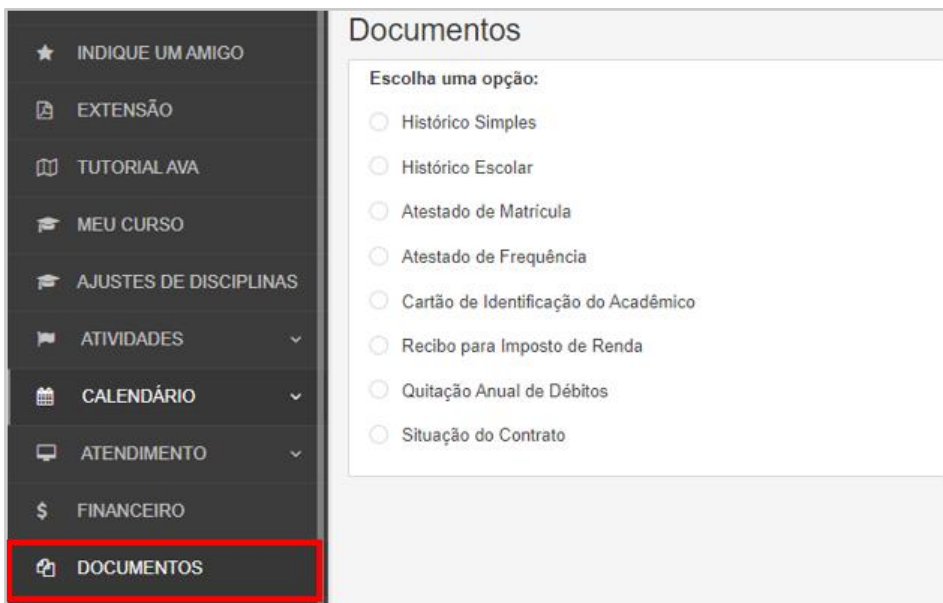 INDIQUE UM AMIGO
EXTENSÃO
TUTORIAL AVA
MEU CURSO
AJUSTES DE DISCIPLINAS
ATIVIDADES
CALENDÁRIO
ATENDIMENTO
$ FINANCEIRO
DOCUMENTOS
Documentos
Escolha uma opção:
Histórico Simples
Histórico Escolar
Atestado de Matrícula
Atestado de Frequência
Cartão de Identificação do Acadêmico
Recibo para Imposto de Renda
Quitação Anual de Débitos
Situação do Contrato